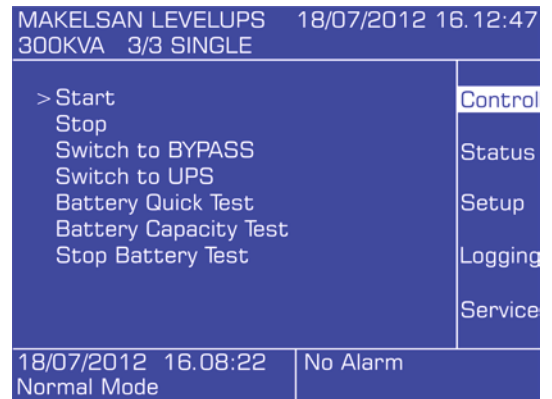 MAKELSAN LEVELUPS 18/07/2012 16.12:47
300KVA 3/3 SINGLE
> Start
Stop
Switch to BYPASS
Switch to UPS
Battery Quick Test
Battery Capacity Test
Stop Battery Test
Control
Status
Setup
Logging
Service
18/07/2012 16.08:22
Normal Mode
No Alarm